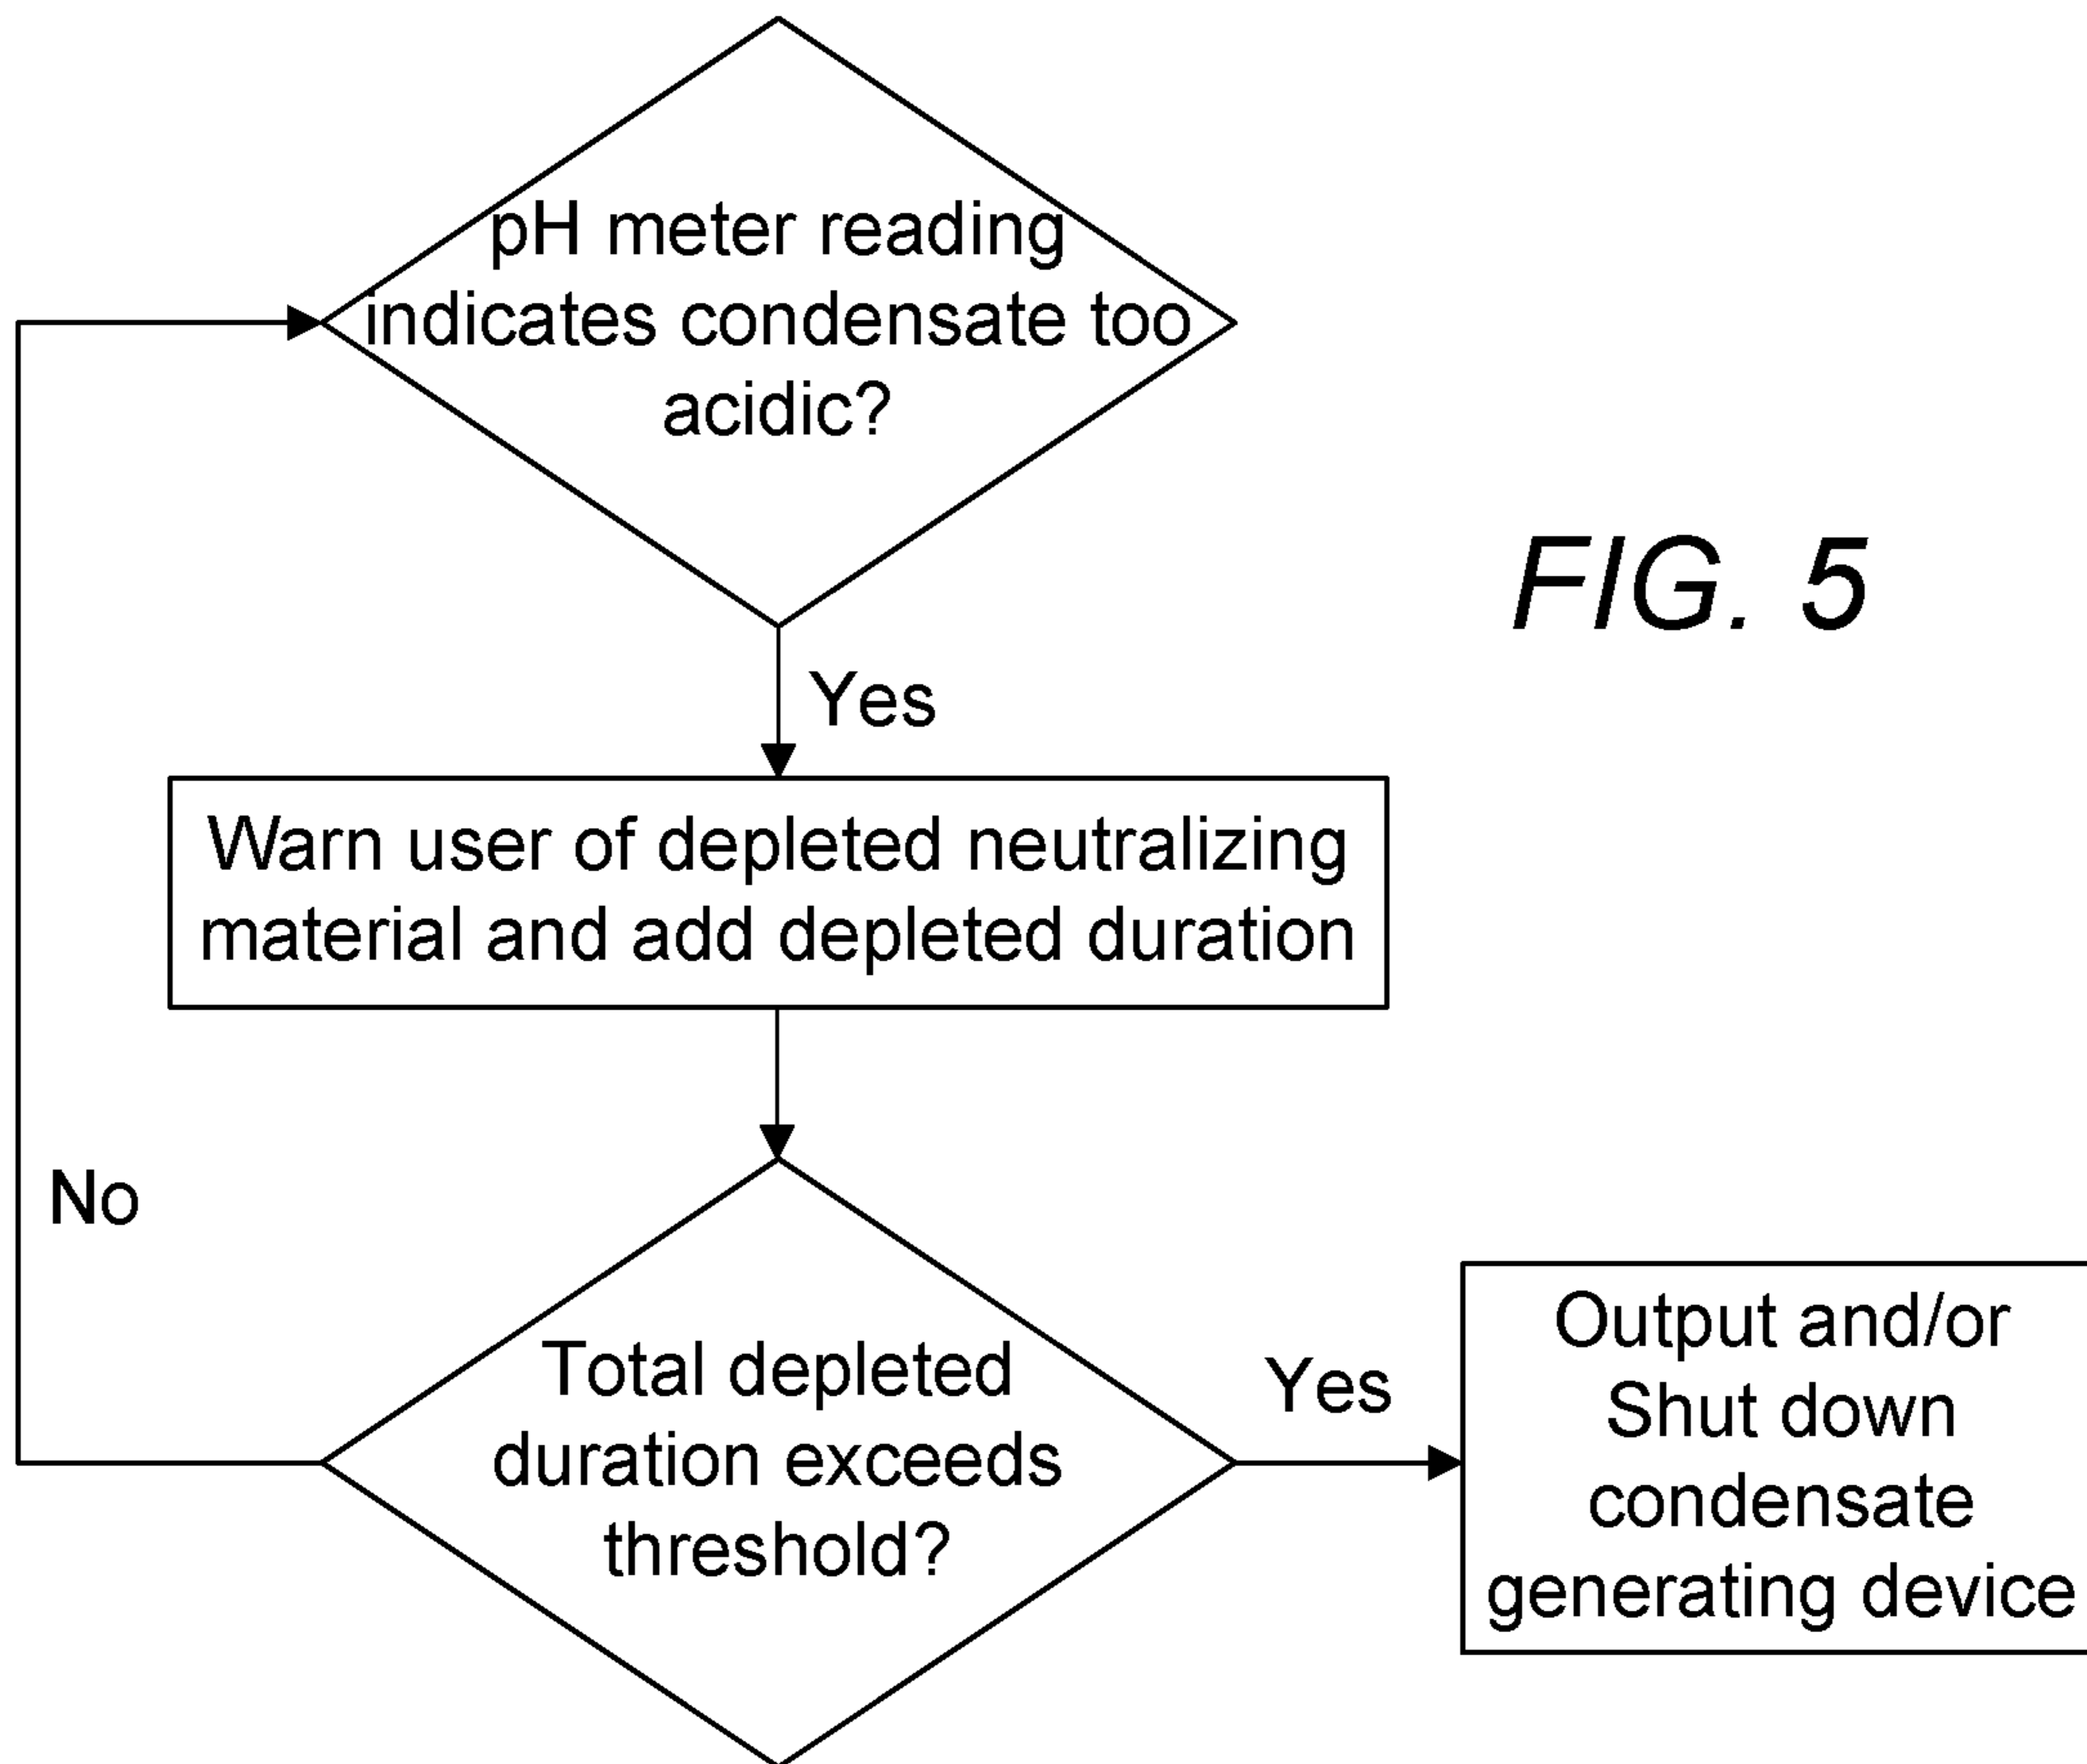 pH meter reading
indicates condensate too
acidic?
FIG. 5
Yes
Warn user of depleted neutralizing
material and add depleted duration
No
Total depleted
duration exceeds
threshold?
Yes
Output and/or
Shut down
condensate
generating device